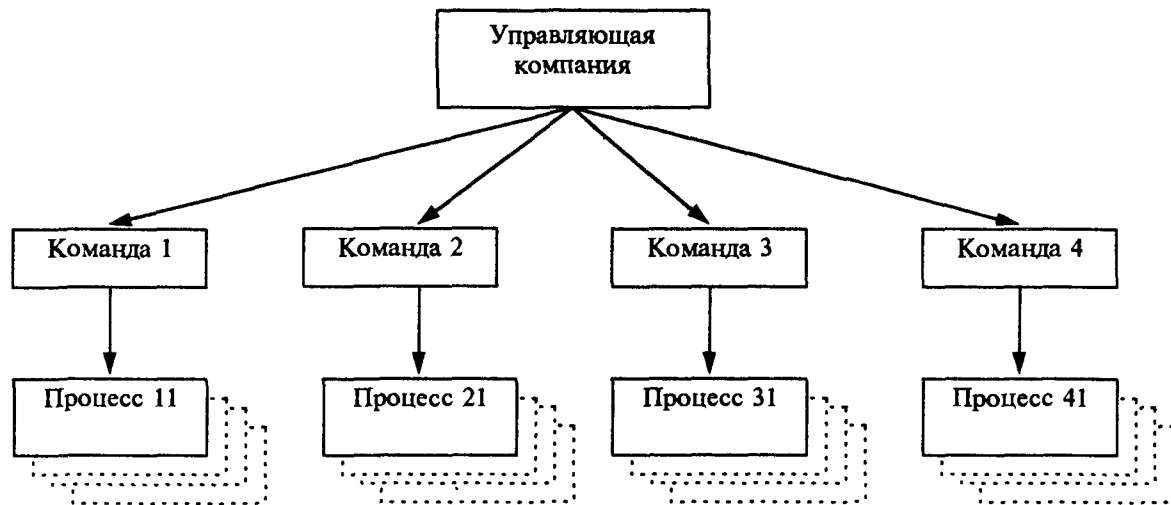 Управляющая
компания
Команда 1
Команда 2
Команда 3
Команда 4
Процесс 11
Процесс 21
Процесс 31
Процесс 41